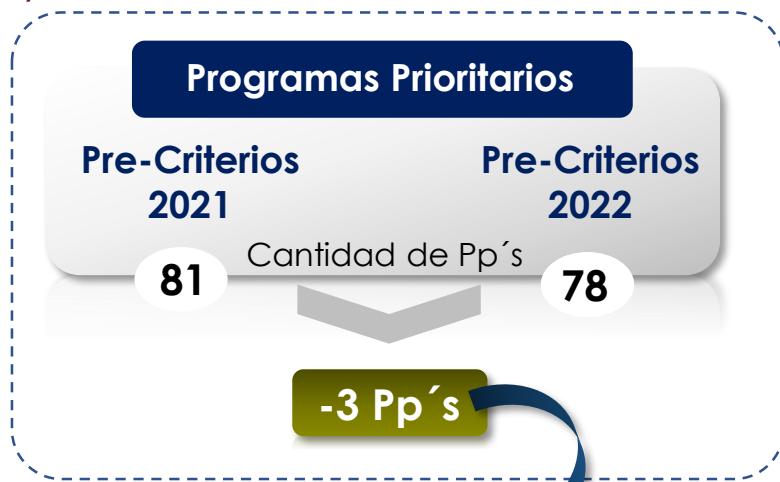 Programas Prioritarios
Pre-Criterios
2021
Pre-Criterios
2022
Cantidad de Pp´s
81
78
-3 Pp´s